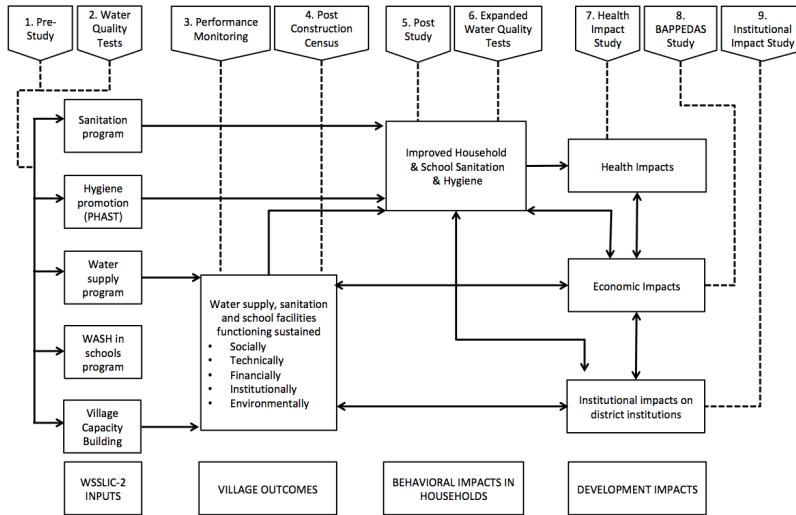 1. Pre-
Study
2. Water
Quality
Tests
3. Performance
Monitoring
4. Post
Construction
Census
5. Post
Study
6. Expanded
Water Quality
Tests
7. Health
Impact
Study
8.
BAPPEDAS
Study
9.
Institutional
Impact Study
Sanitation
program
Hygiene
promotion
(PHAST)
Water
supply
program
WASH in
schools
program
Village
Capacity
Building
Water supply, sanitation
and school facilities
functioning sustained
• Socially
• Technically
• Financially
• Institutionally
• Environmentally
Improved Household
& School Sanitation
& Hygiene
Health Impacts
Economic Impacts
Institutional impacts on
district institutions
WSSLIC-2
INPUTS
VILLAGE OUTCOMES
BEHAVIORAL IMPACTS IN
HOUSEHOLDS
DEVELOPMENT IMPACTS